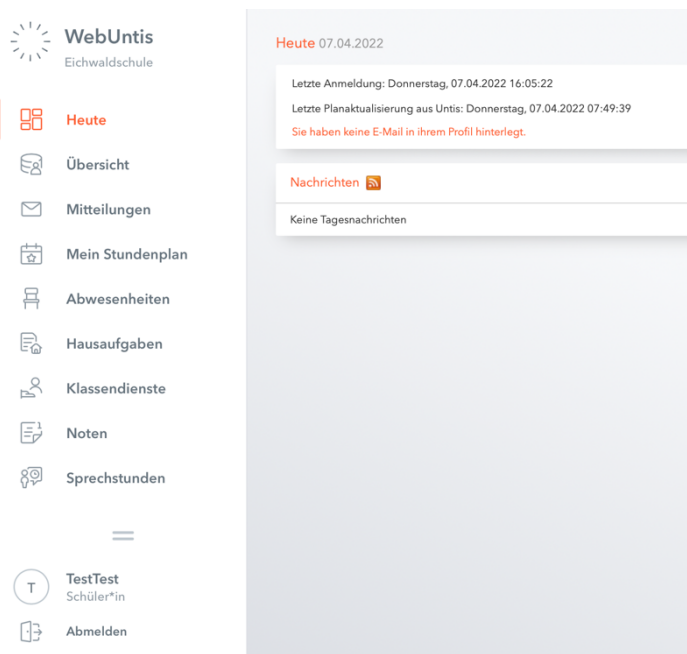 WebUntis
Eichwaldschule
Heute
Übersicht
Mitteilungen
Mein Stundenplan
Abwesenheiten
Hausaufgaben
Klassendienste
Noten
Sprechstunden
T
TestTest
Schüler*in
Abmelden
Heute 07.04.2022
Letzte Anmeldung: Donnerstag, 07.04.2022 16:05:22
Letzte Planaktualisierung aus Untis: Donnerstag, 07.04.2022 07:49:39
Sie haben keine E-Mail in ihrem Profil hinterlegt.
Nachrichten
Keine Tagesnachrichten